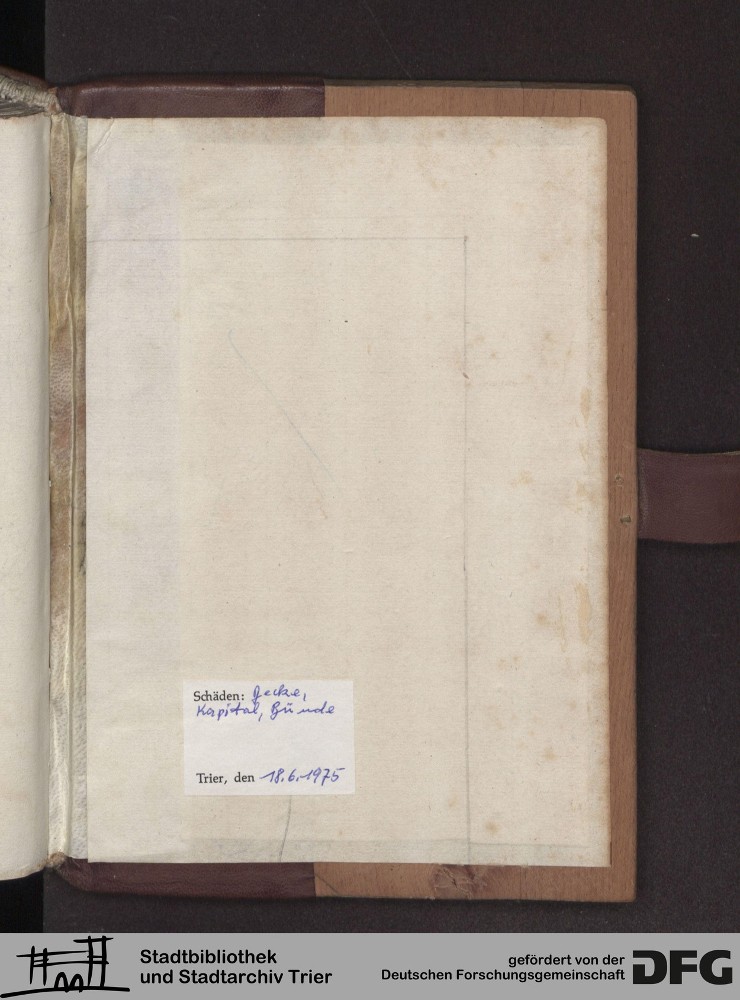 Schäden: Decke,
Kapital, Bünde
Trier, den 18.6.1975
Stadtbibliothek
und Stadtarchiv Trier
gefördert von der
Deutschen Forschungsgemeinschaft
DFG